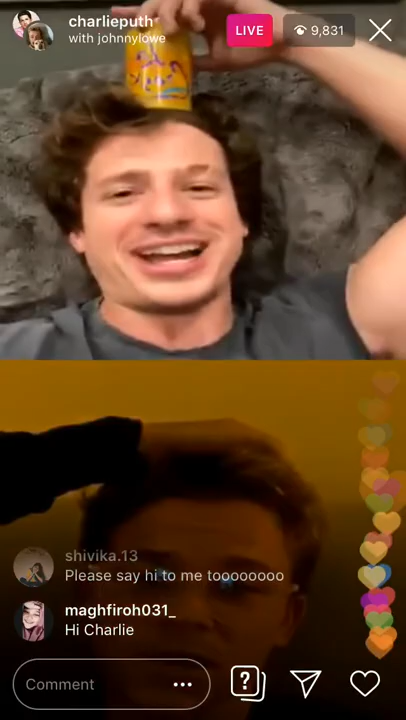 charlieputh
with johnnylowe
LIVE
9,831
shivika.13
Please say hi to me toooooooo
maghfiroh031_
Hi Charlie
Comment